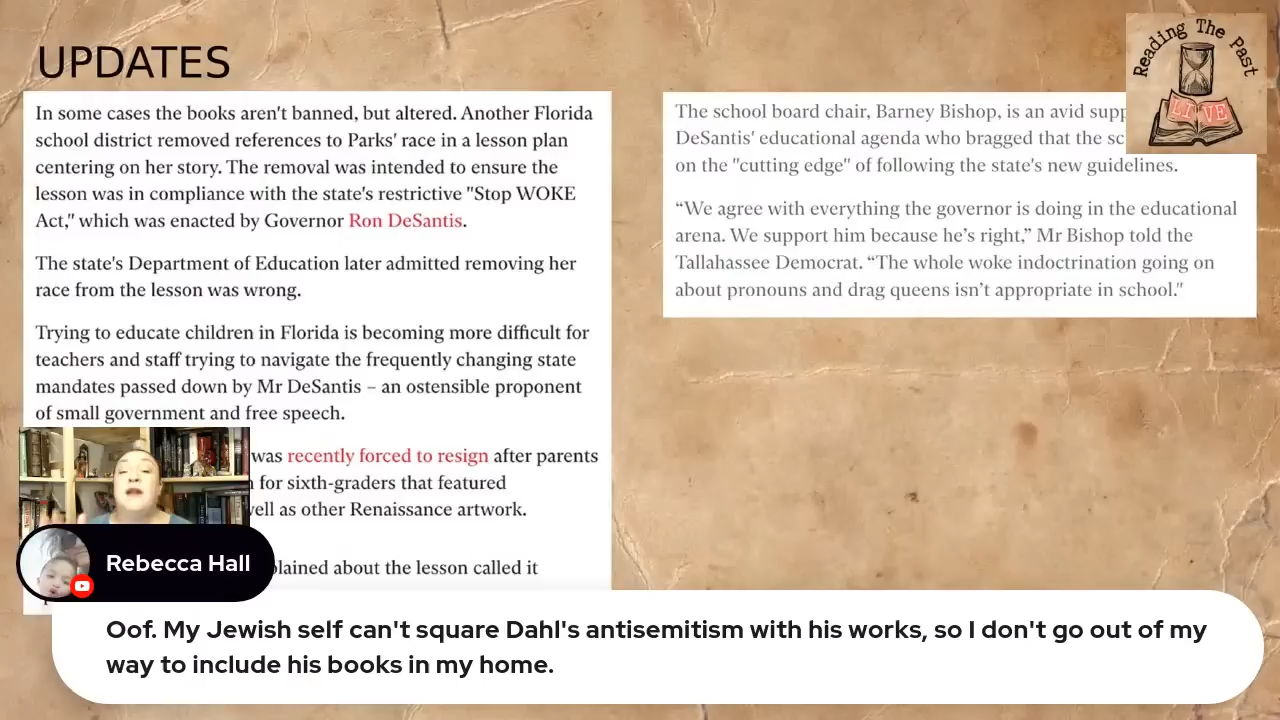 UPDATES
Reading The Past
LIVE
In some cases the books aren't banned, but altered. Another Florida
school district removed references to Parks' race in a lesson plan
centering on her story. The removal was intended to ensure the
lesson was in compliance with the state's restrictive "Stop WOKE
Act," which was enacted by Governor Ron DeSantis.
The state's Department of Education later admitted removing her
race from the lesson was wrong.
Trying to educate children in Florida is becoming more difficult for
teachers and staff trying to navigate the frequently changing state
mandates passed down by Mr DeSantis – an ostensible proponent
of small government and free speech.
was recently forced to resign after parents
for sixth-graders that featured
as other Renaissance artwork.
about the lesson called it
The school board chair, Barney Bishop, is an avid
DeSantis' educational agenda who bragged that the
on the "cutting edge" of following the state's new guidelines.
“We agree with everything the governor is doing in the educational
arena. We support him because he’s right,” Mr Bishop told the
Tallahassee Democrat. “The whole woke indoctrination going on
about pronouns and drag queens isn’t appropriate in school."
Rebecca Hall
Oof. My Jewish self can't square Dahl's antisemitism with his works, so I don't go out of my
way to include his books in my home.